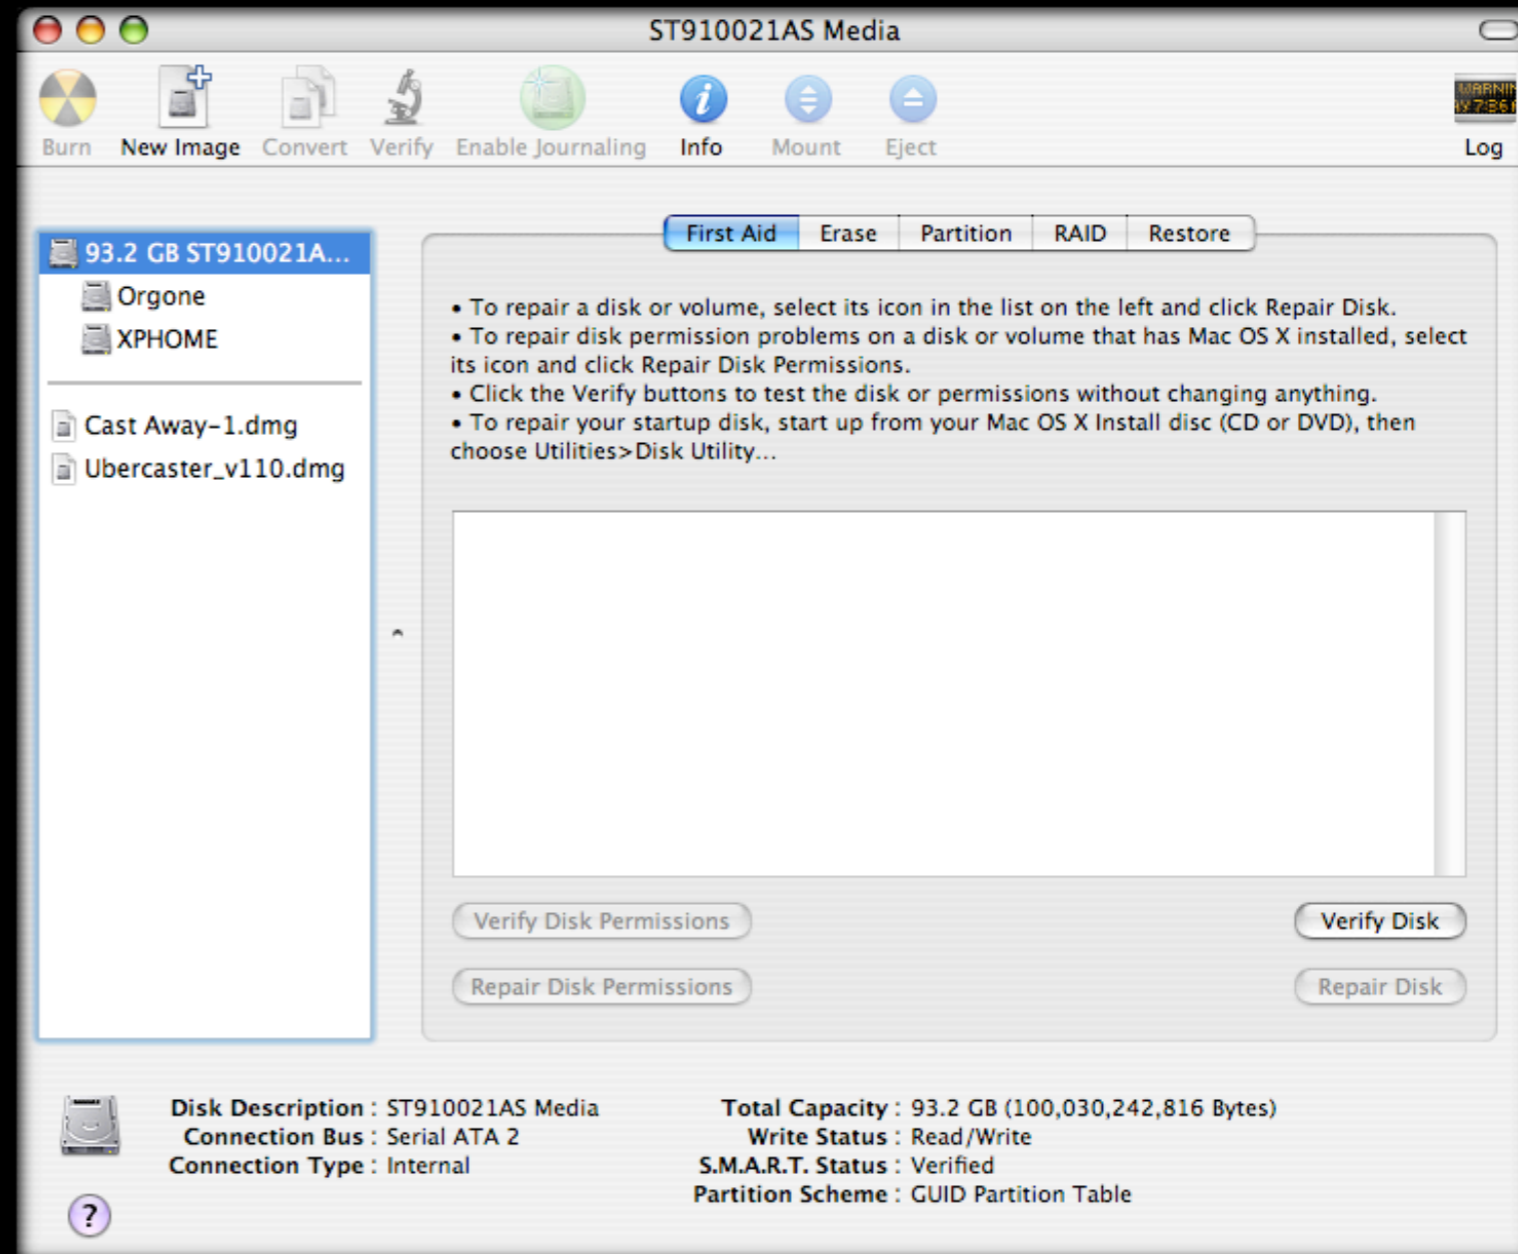 ST910021AS Media
Burn New Image Convert Verify Enable Journaling Info Mount Eject Log
93.2 GB ST910021A...
Orgone
XPHOME
Cast Away-1.dmg
Ubercaster_v110.dmg
First Aid Erase Partition RAID Restore
• To repair a disk or volume, select its icon in the list on the left and click Repair Disk.
• To repair disk permission problems on a disk or volume that has Mac OS X installed, select
its icon and click Repair Disk Permissions.
• Click the Verify buttons to test the disk or permissions without changing anything.
• To repair your startup disk, start up from your Mac OS X Install disc (CD or DVD), then
choose Utilities>Disk Utility...
Verify Disk Permissions Verify Disk
Repair Disk Permissions Repair Disk
Disk Description : ST910021AS Media
Connection Bus : Serial ATA 2
Connection Type : Internal
Total Capacity : 93.2 GB (100,030,242,816 Bytes)
Write Status : Read/Write
S.M.A.R.T. Status : Verified
Partition Scheme : GUID Partition Table
?